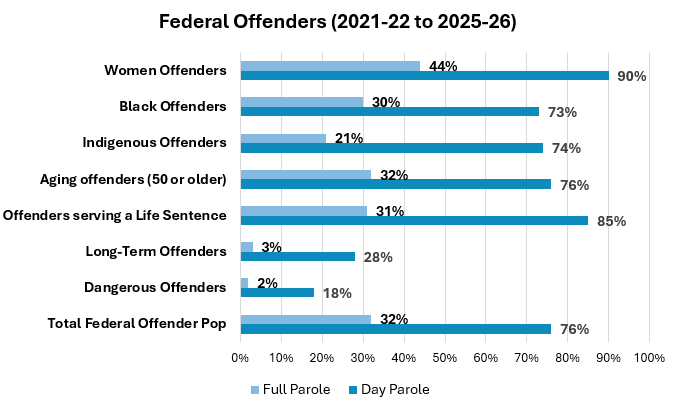 Federal Offenders (2021-22 to 2025-26)
Women Offenders
44%
90%
Black Offenders
30%
73%
Indigenous Offenders
21%
74%
Aging offenders (50 or older)
32%
76%
Offenders serving a Life Sentence
31%
85%
Long-Term Offenders
3%
28%
Dangerous Offenders
2%
18%
Total Federal Offender Pop
32%
76%
0% 10% 20% 30% 40% 50% 60% 70% 80% 90% 100%
Full Parole Day Parole